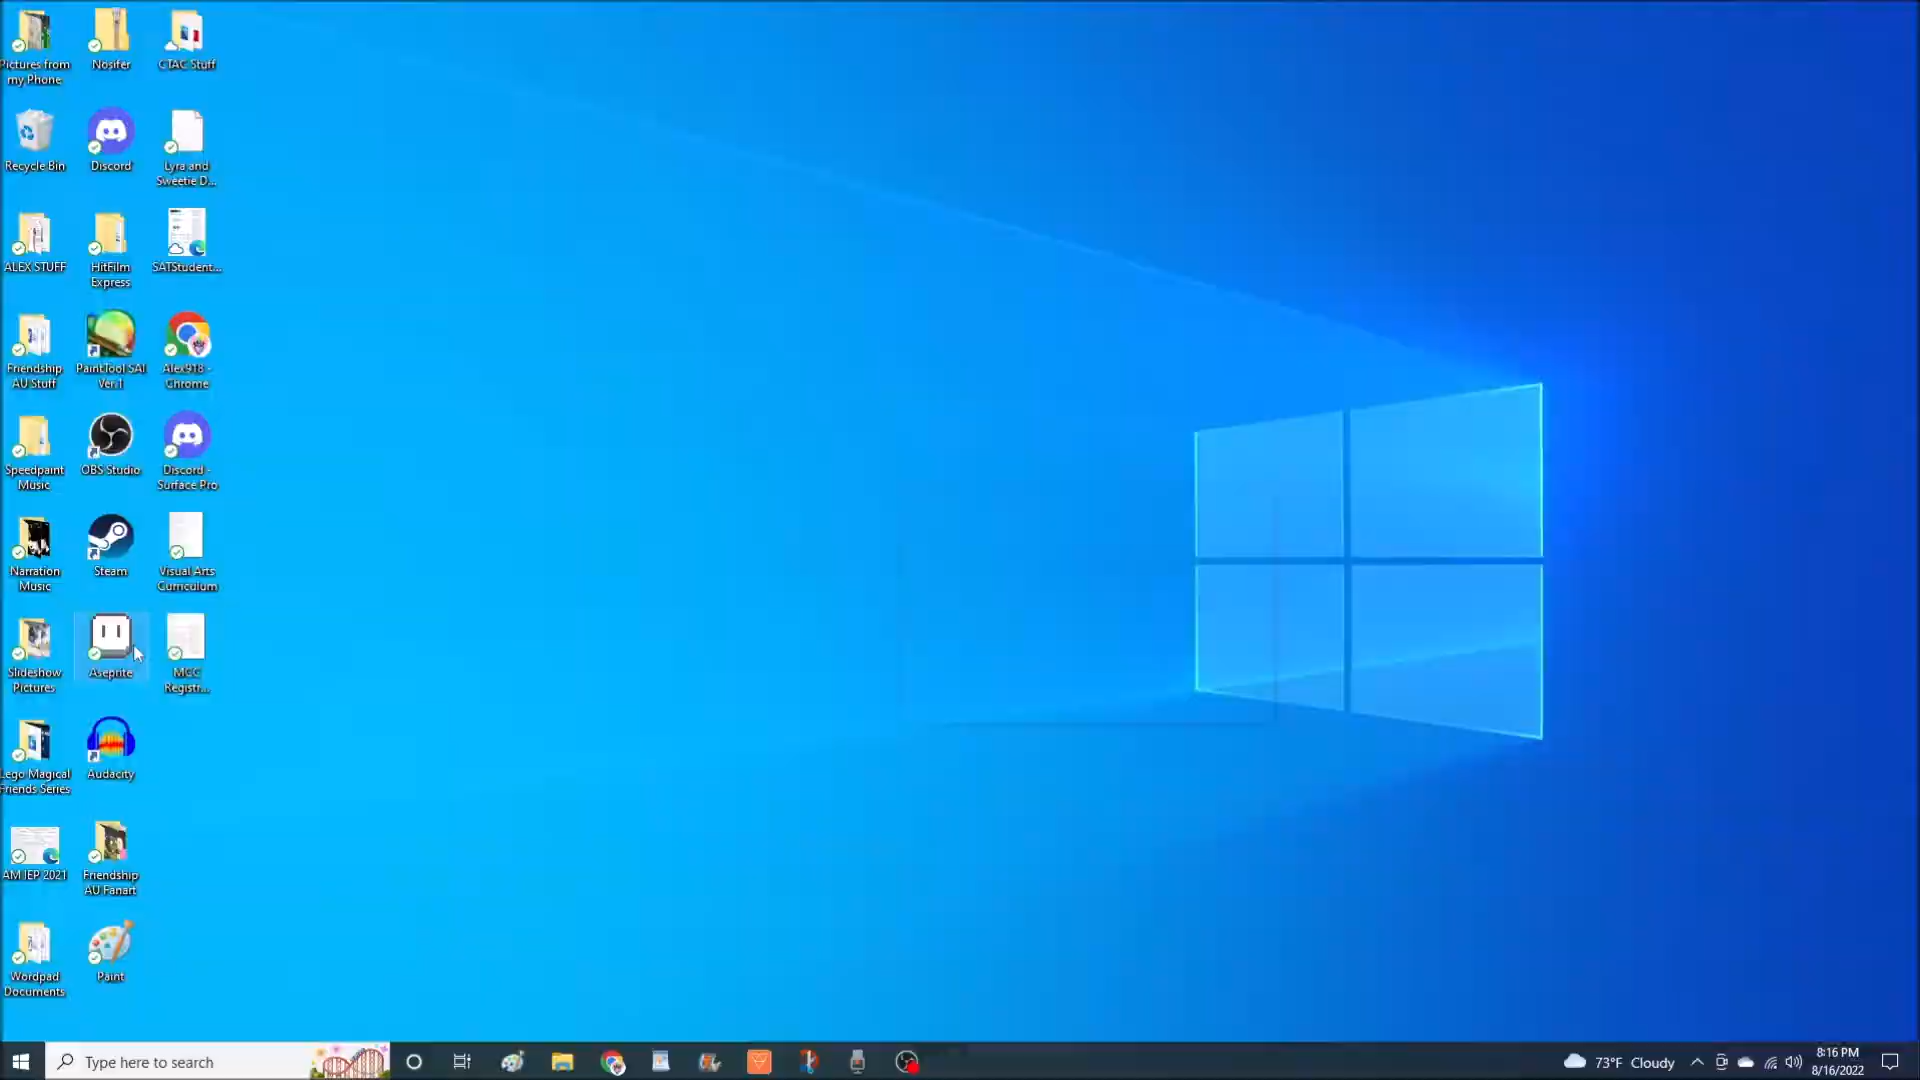 Pictures from
my Phone
Nosifer
CTAC Stuff
Recycle Bin
Discord
Lyra and
Sweetie D...
ALEX STUFF
HitFilm
Express
SATStudent...
Friendship
AU Stuff
PaintTool SAI
Ver.1
Alex918 -
Chrome
Speedpaint
Music
OBS Studio
Discord -
Surface Pro
Narration
Music
Steam
Visual Arts
Curriculum
Slideshow
Pictures
Aseprite
MCC
Registr...
Lego Magical
Friends Series
Audacity
AM IEP 2021
Friendship
AU Fanart
Wordpad
Documents
Paint
Type here to search
73°F Cloudy
8:16 PM
8/16/2022